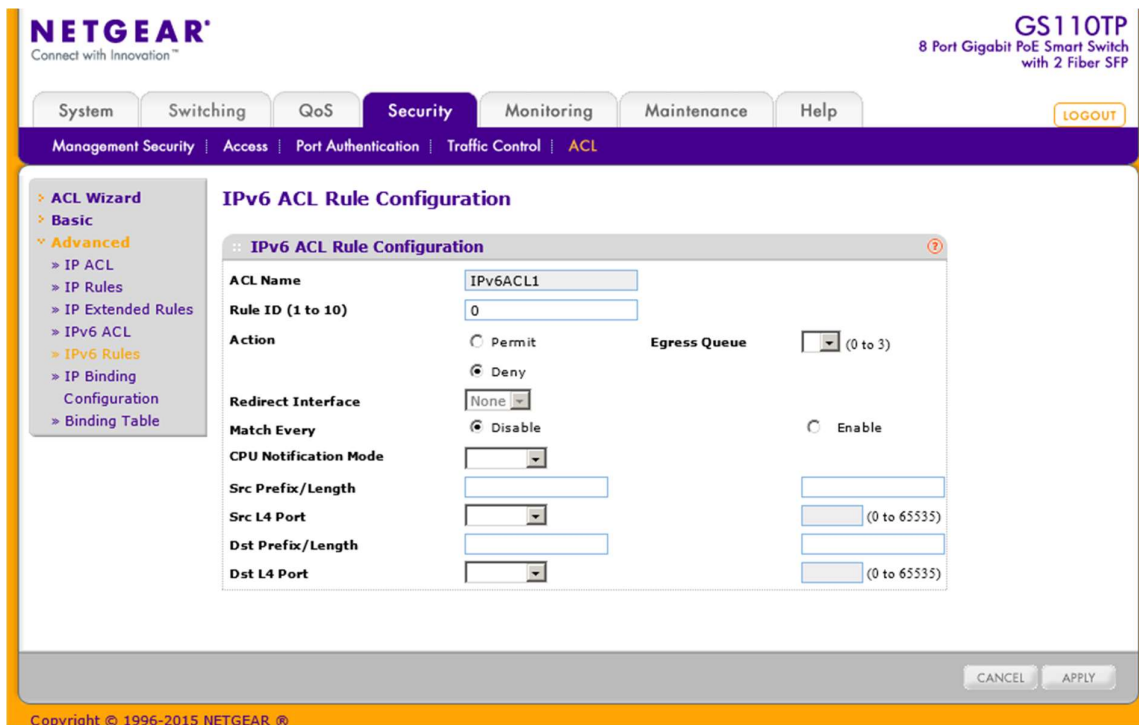 NETGEAR®
Connect with Innovation™
GS110TP
8 Port Gigabit PoE Smart Switch
with 2 Fiber SFP
System Switching QoS Security Monitoring Maintenance Help LOGOUT
Management Security | Access | Port Authentication | Traffic Control | ACL
ACL Wizard
Basic
Advanced
» IP ACL
» IP Rules
» IP Extended Rules
» IPv6 ACL
» IPv6 Rules
» IP Binding
Configuration
» Binding Table
IPv6 ACL Rule Configuration
IPv6 ACL Rule Configuration ?
ACL Name IPv6ACL1
Rule ID (1 to 10) 0
Action Permit Egress Queue (0 to 3)
Deny
Redirect Interface None
Match Every Disable Enable
CPU Notification Mode
Src Prefix/Length
Src L4 Port (0 to 65535)
Dst Prefix/Length
Dst L4 Port (0 to 65535)
CANCEL APPLY
Copyright © 1996-2015 NETGEAR ®